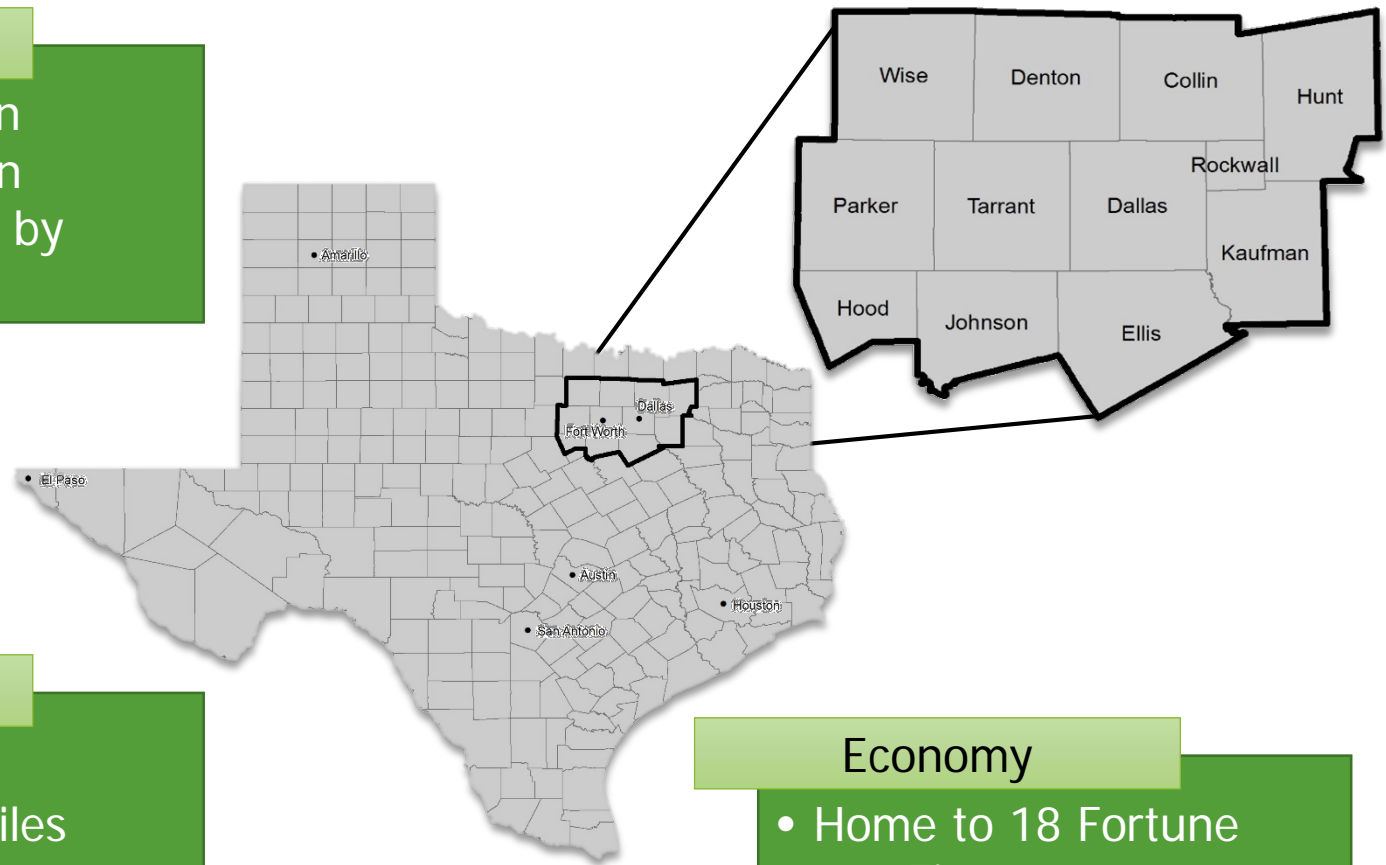 n
n
by
Wise
Denton
Collin
Hunt
Rockwall
Parker
Tarrant
Dallas
Kaufman
Hood
Johnson
Ellis
Amarillo
Dallas
Fort Worth
El Paso
Austin
Houston
San Antonio
iles
Economy
• Home to 18 Fortune